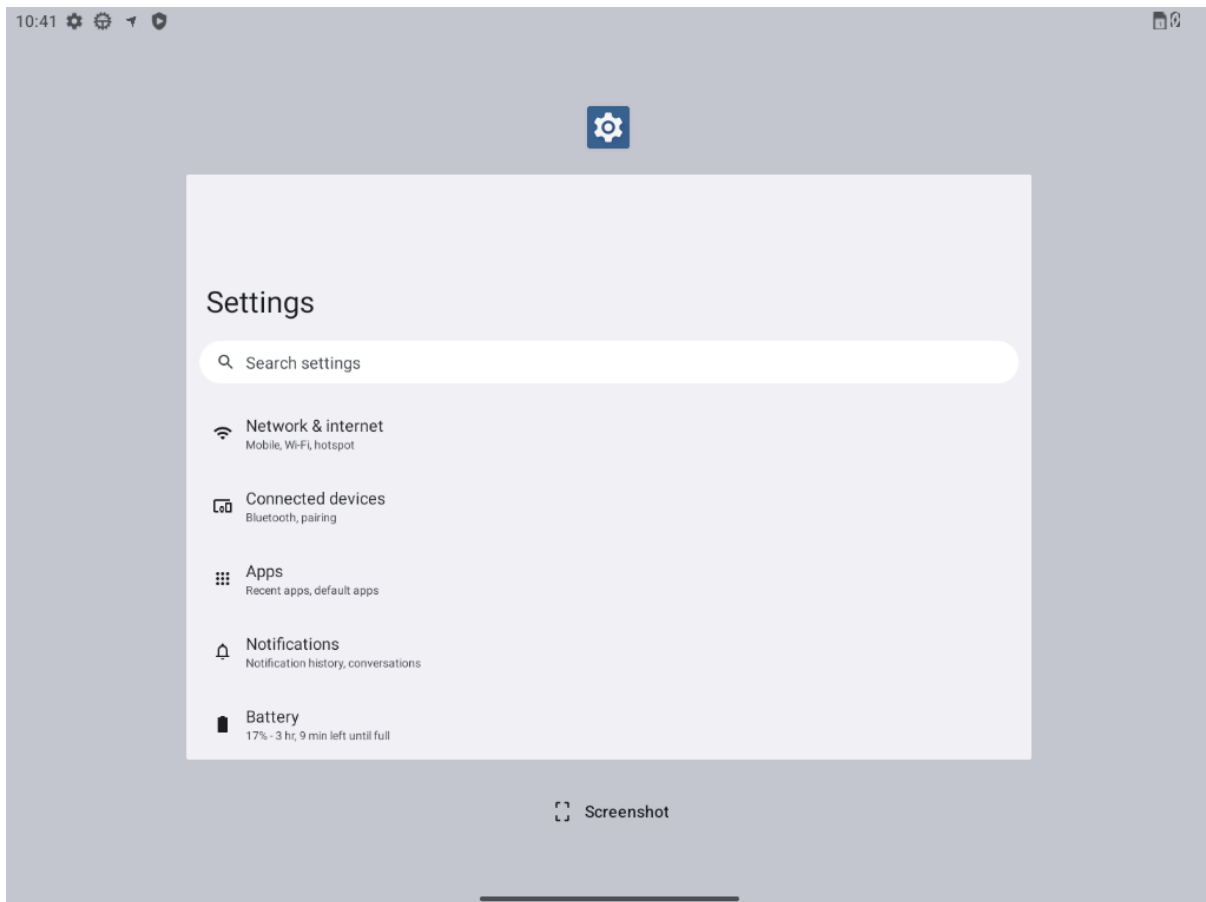 10:41
Settings
Search settings
Network & internet
Mobile, Wi-Fi, hotspot
Connected devices
Bluetooth, pairing
Apps
Recent apps, default apps
Notifications
Notification history, conversations
Battery
17% - 3 hr, 9 min left until full
Screenshot